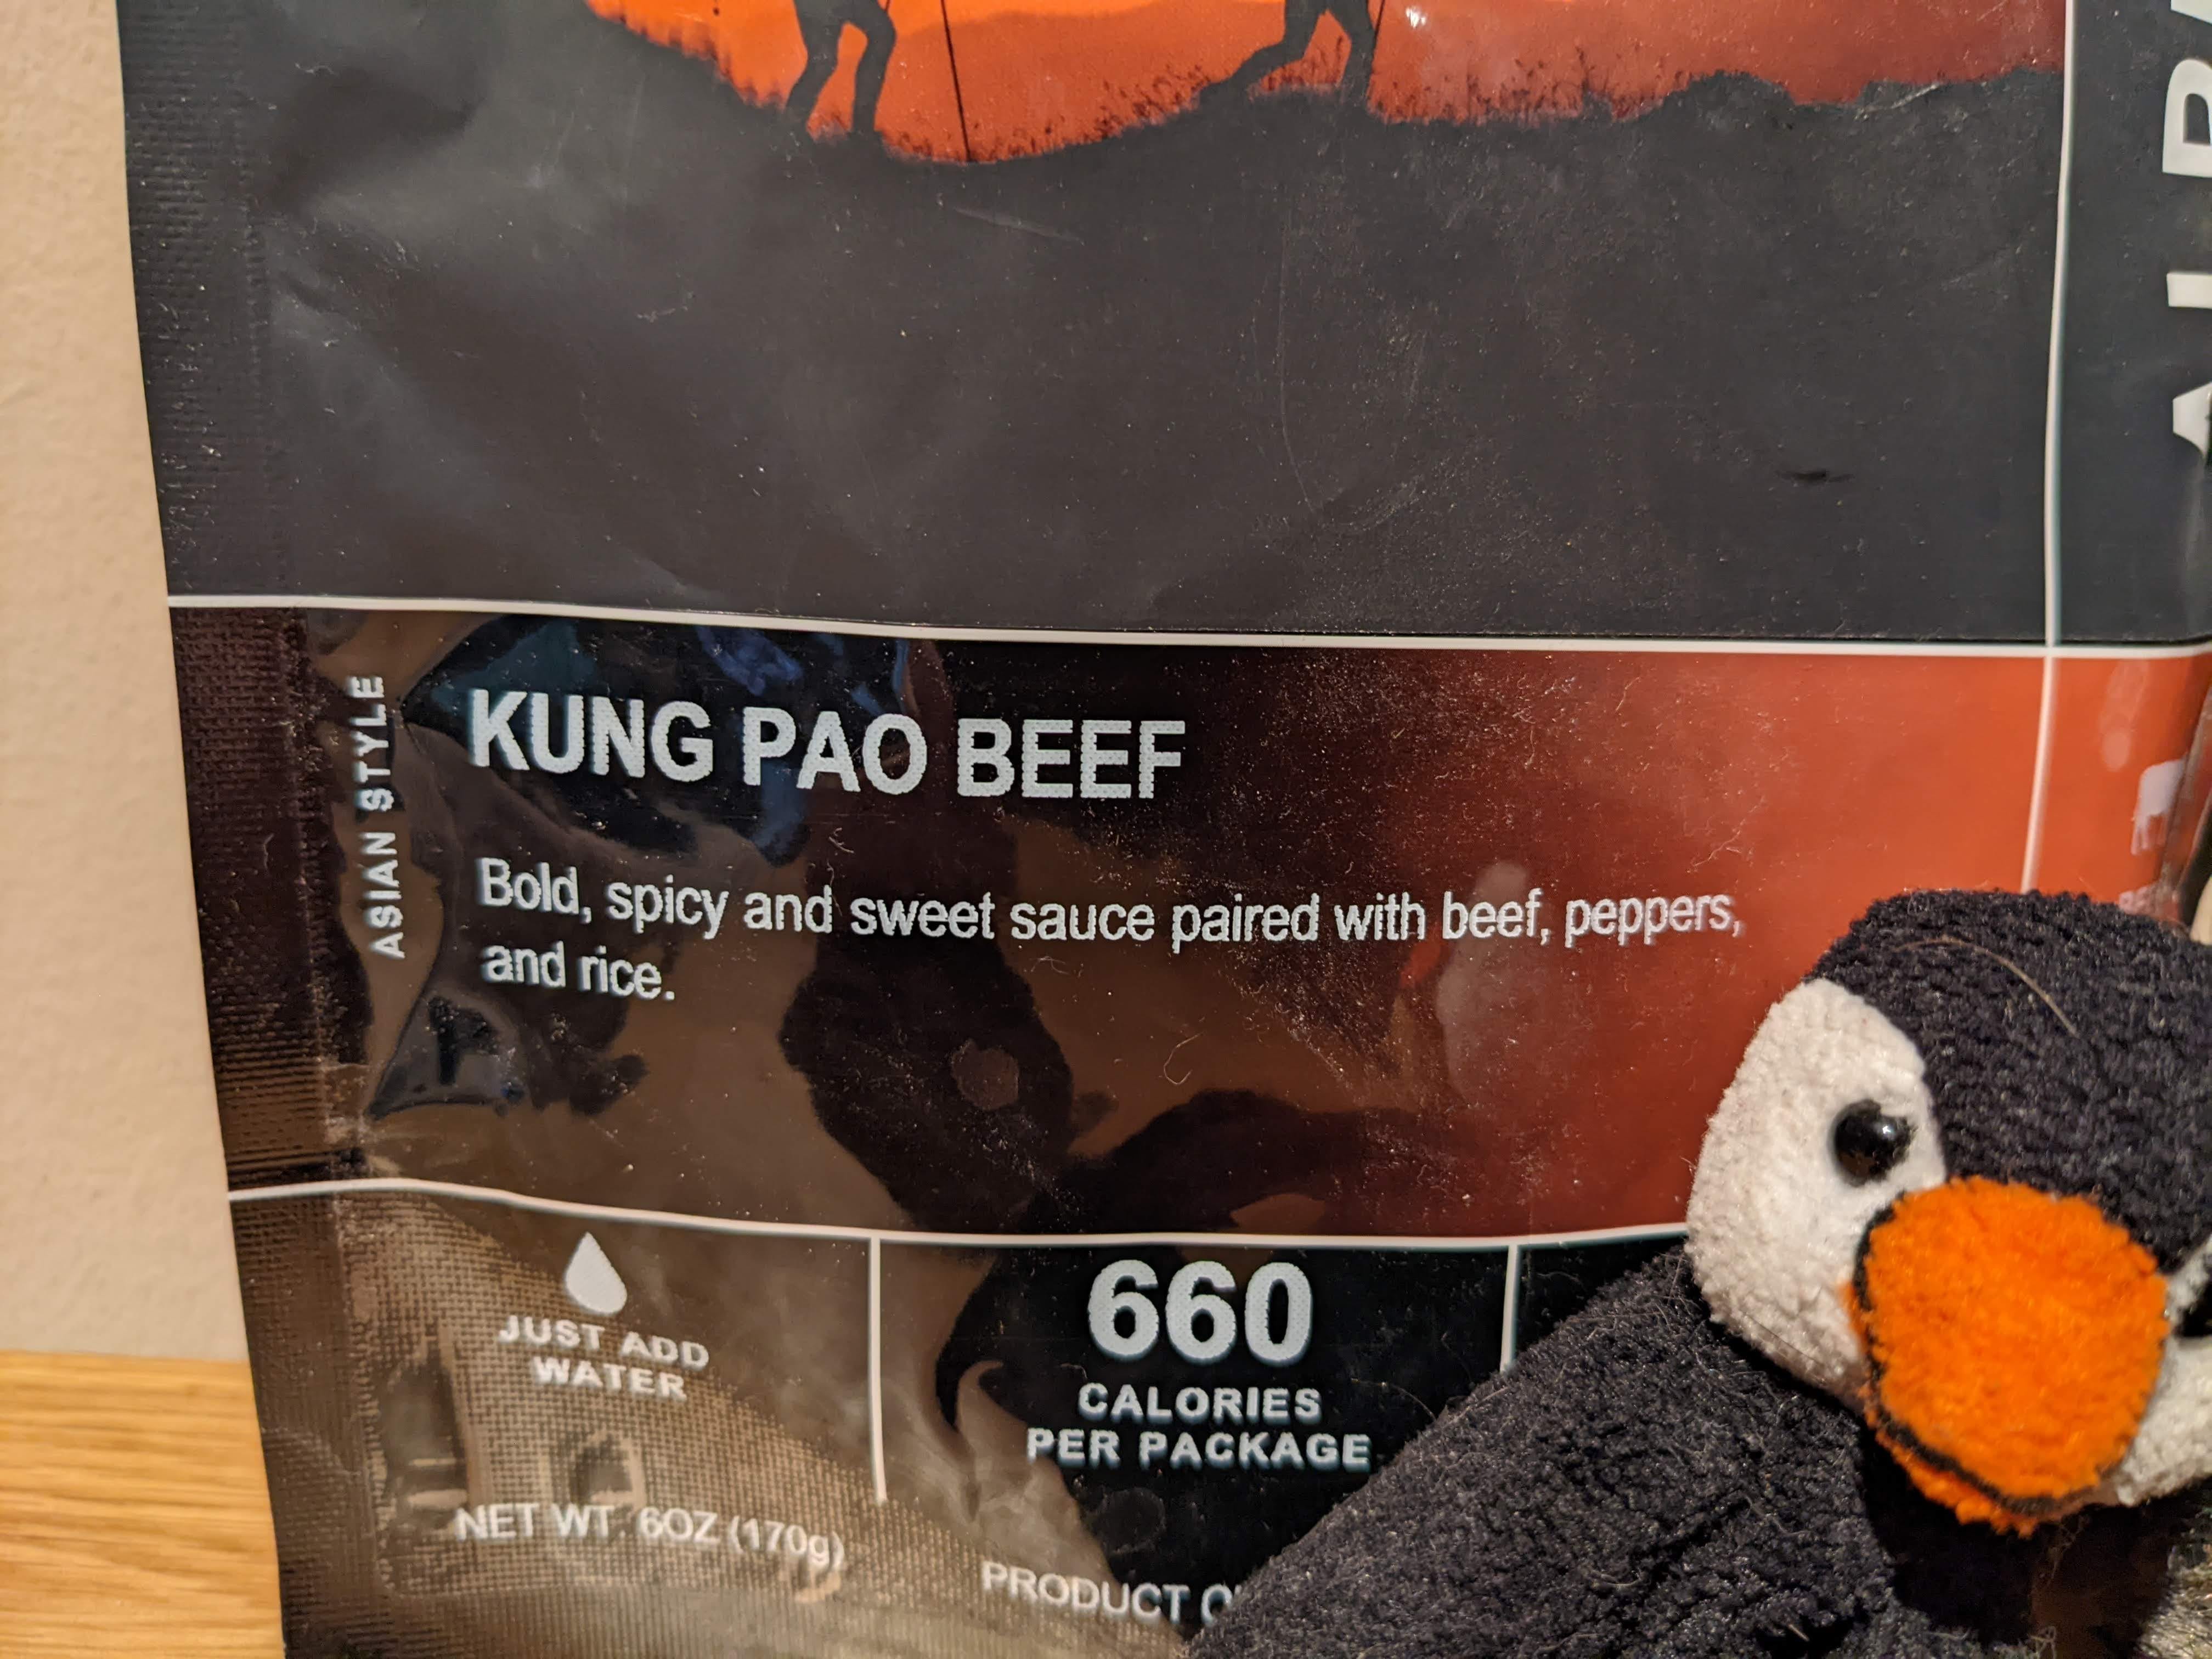 KUNG PAO BEEF
ASIAN STYLE
Bold, spicy and sweet sauce paired with beef, peppers,
and rice.
JUST ADD
WATER
660
CALORIES
PER PACKAGE
NET WT. 6OZ (170g)
PRODUCT